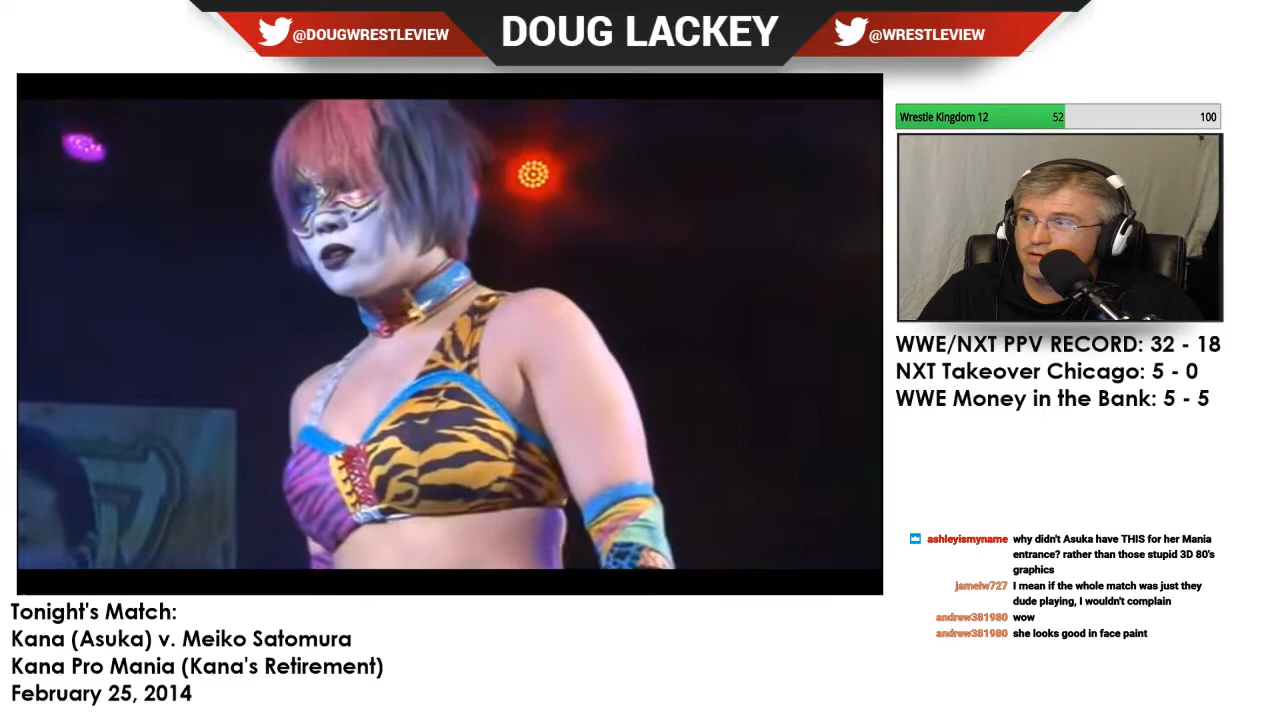 @DOUGWRESTLEVIEW
DOUG LACKEY
@WRESTLEVIEW
Wrestle Kingdom 12 52 100
WWE/NXT PPV RECORD: 32 - 18
NXT Takeover Chicago: 5 - 0
WWE Money in the Bank: 5 - 5
ashleyismyname why didn't Asuka have THIS for her Mania
entrance? rather than those stupid 3D 80's
graphics
jamelw727 I mean if the whole match was just they
dude playing, I wouldn't complain
andrew381980 wow
andrew381980 she looks good in face paint
Tonight's Match:
Kana (Asuka) v. Meiko Satomura
Kana Pro Mania (Kana's Retirement)
February 25, 2014